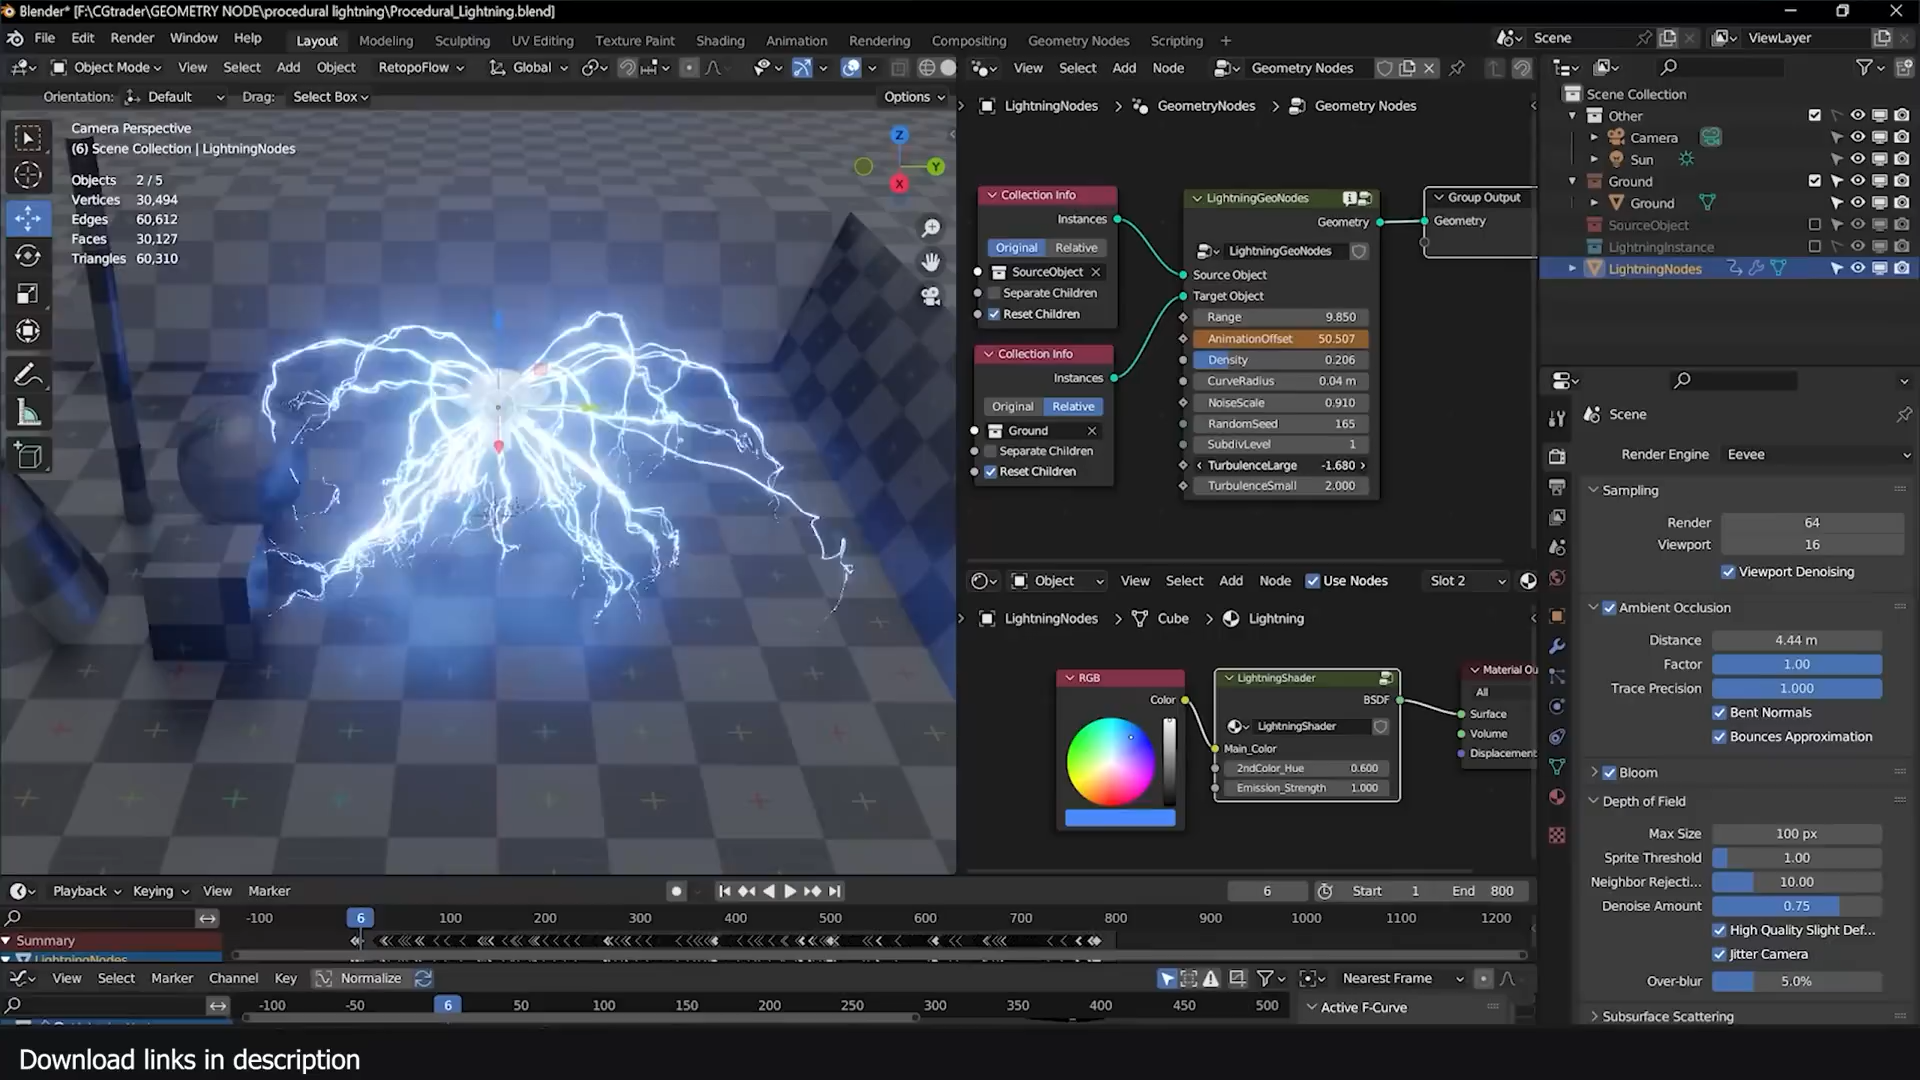 Blender* [F:\CGtrader\GEOMETRY NODE\procedural lightning\Procedural_Lightning.blend]
File Edit Render Window Help Layout Modeling Sculpting UV Editing Texture Paint Shading Animation Rendering Compositing Geometry Nodes Scripting + Scene ViewLayer
Object Mode View Select Add Object RetopoFlow Global
Orientation: Default Drag: Select Box Options
Camera Perspective
(6) Scene Collection | LightningNodes
Objects 2 / 5
Vertices 30,494
Edges 60,612
Faces 30,127
Triangles 60,310
Z
Y
X
View Select Add Node Geometry Nodes
LightningNodes > GeometryNodes > Geometry Nodes
Collection Info
Instances
Original Relative
SourceObject
Separate Children
Reset Children
Collection Info
Instances
Original Relative
Ground
Separate Children
Reset Children
LightningGeoNodes
Geometry
LightningGeoNodes
Source Object
Target Object
Range 9.850
AnimationOffset 50.507
Density 0.206
CurveRadius 0.04 m
NoiseScale 0.910
RandomSeed 165
SubdivLevel 1
TurbulenceLarge -1.680
TurbulenceSmall 2.000
Group Output
Geometry
Object View Select Add Node Use Nodes Slot 2
LightningNodes > Cube > Lightning
RGB
Color
LightningShader
BSDF
LightningShader
Main_Color
2ndColor_Hue 0.600
Emission_Strength 1.000
Material Ou
All
Surface
Volume
Displacement
Scene Collection
Other
Camera
Sun
Ground
Ground
SourceObject
LightningInstance
LightningNodes
Scene
Render Engine Eevee
Sampling
Render 64
Viewport 16
Viewport Denoising
Ambient Occlusion
Distance 4.44 m
Factor 1.00
Trace Precision 1.000
Bent Normals
Bounces Approximation
Bloom
Depth of Field
Max Size 100 px
Sprite Threshold 1.00
Neighbor Rejecti... 10.00
Denoise Amount 0.75
High Quality Slight Def...
Jitter Camera
Over-blur 5.0%
Subsurface Scattering
Playback Keying View Marker 6 Start 1 End 800
-100 6 100 200 300 400 500 600 700 800 900 1000 1100 1200
Summary
LightningNodes
View Select Marker Channel Key Normalize Nearest Frame
-100 -50 6 50 100 150 200 250 300 350 400 450 500
Active F-Curve
Download links in description